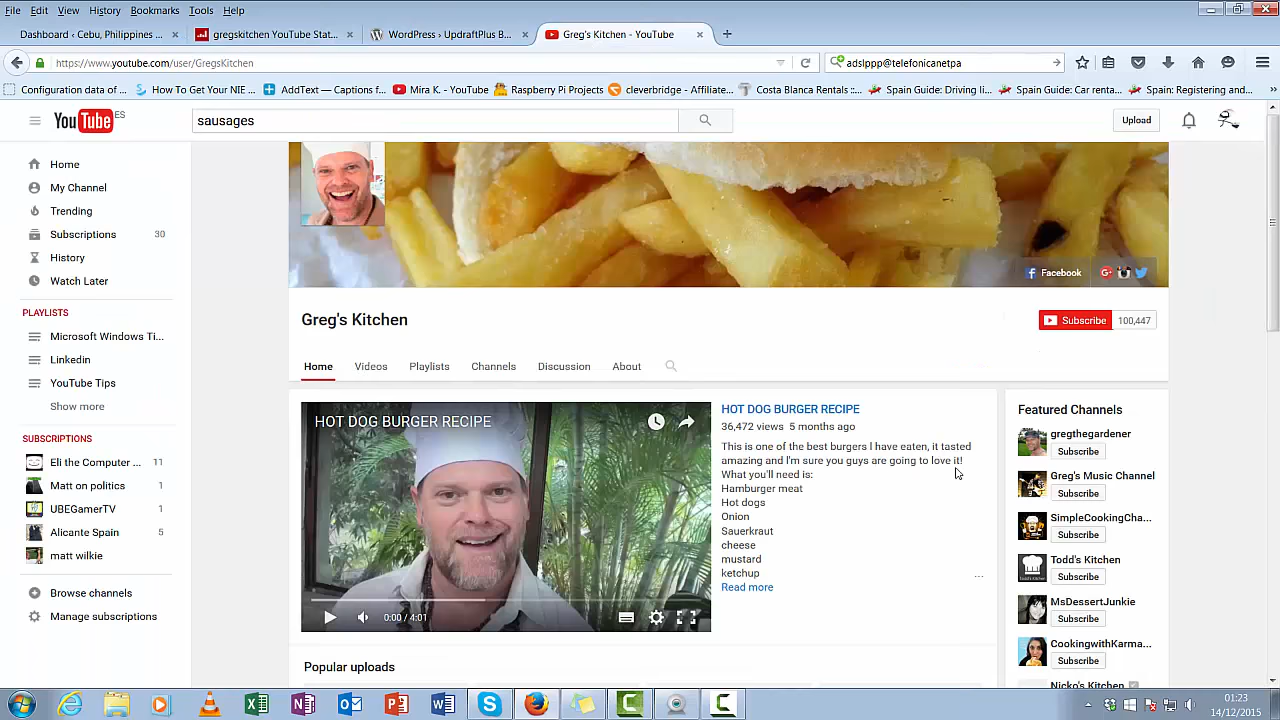 File Edit View History Bookmarks Tools Help
Dashboard ‹ Cebu, Philippines ... × gregskitchen YouTube Stat... × WordPress › UpdraftPlus B... × Greg's Kitchen - YouTube × +
https://www.youtube.com/user/GregsKitchen adslppp@telefonicanetpa
Configuration data of ... How To Get Your NIE ... AddText — Captions f... Mira K. - YouTube Raspberry Pi Projects cleverbridge - Affiliate... Costa Blanca Rentals ::... Spain Guide: Driving li... Spain Guide: Car renta... Spain: Registering and... »
YouTube ES sausages Upload
Home
My Channel
Trending
Subscriptions 30
History
Watch Later
PLAYLISTS
Microsoft Windows Ti...
Linkedin
YouTube Tips
Show more
SUBSCRIPTIONS
Eli the Computer ... 11
Matt on politics 1
UBEGamerTV 1
Alicante Spain 5
matt wilkie
Browse channels
Manage subscriptions
Facebook
Greg's Kitchen
Subscribe 100,447
Home Videos Playlists Channels Discussion About
HOT DOG BURGER RECIPE
0:00 / 4:01
HOT DOG BURGER RECIPE
36,472 views 5 months ago
This is one of the best burgers I have eaten, it tasted
amazing and I'm sure you guys are going to love it!
What you'll need is:
Hamburger meat
Hot dogs
Onion
Sauerkraut
cheese
mustard
ketchup ...
Read more
Popular uploads
Featured Channels
gregthegardener
Subscribe
Greg's Music Channel
Subscribe
SimpleCookingCha...
Subscribe
Todd's Kitchen
Subscribe
MsDessertJunkie
Subscribe
CookingwithKarma...
Subscribe
Nicko's Kitchen
01:23
14/12/2015